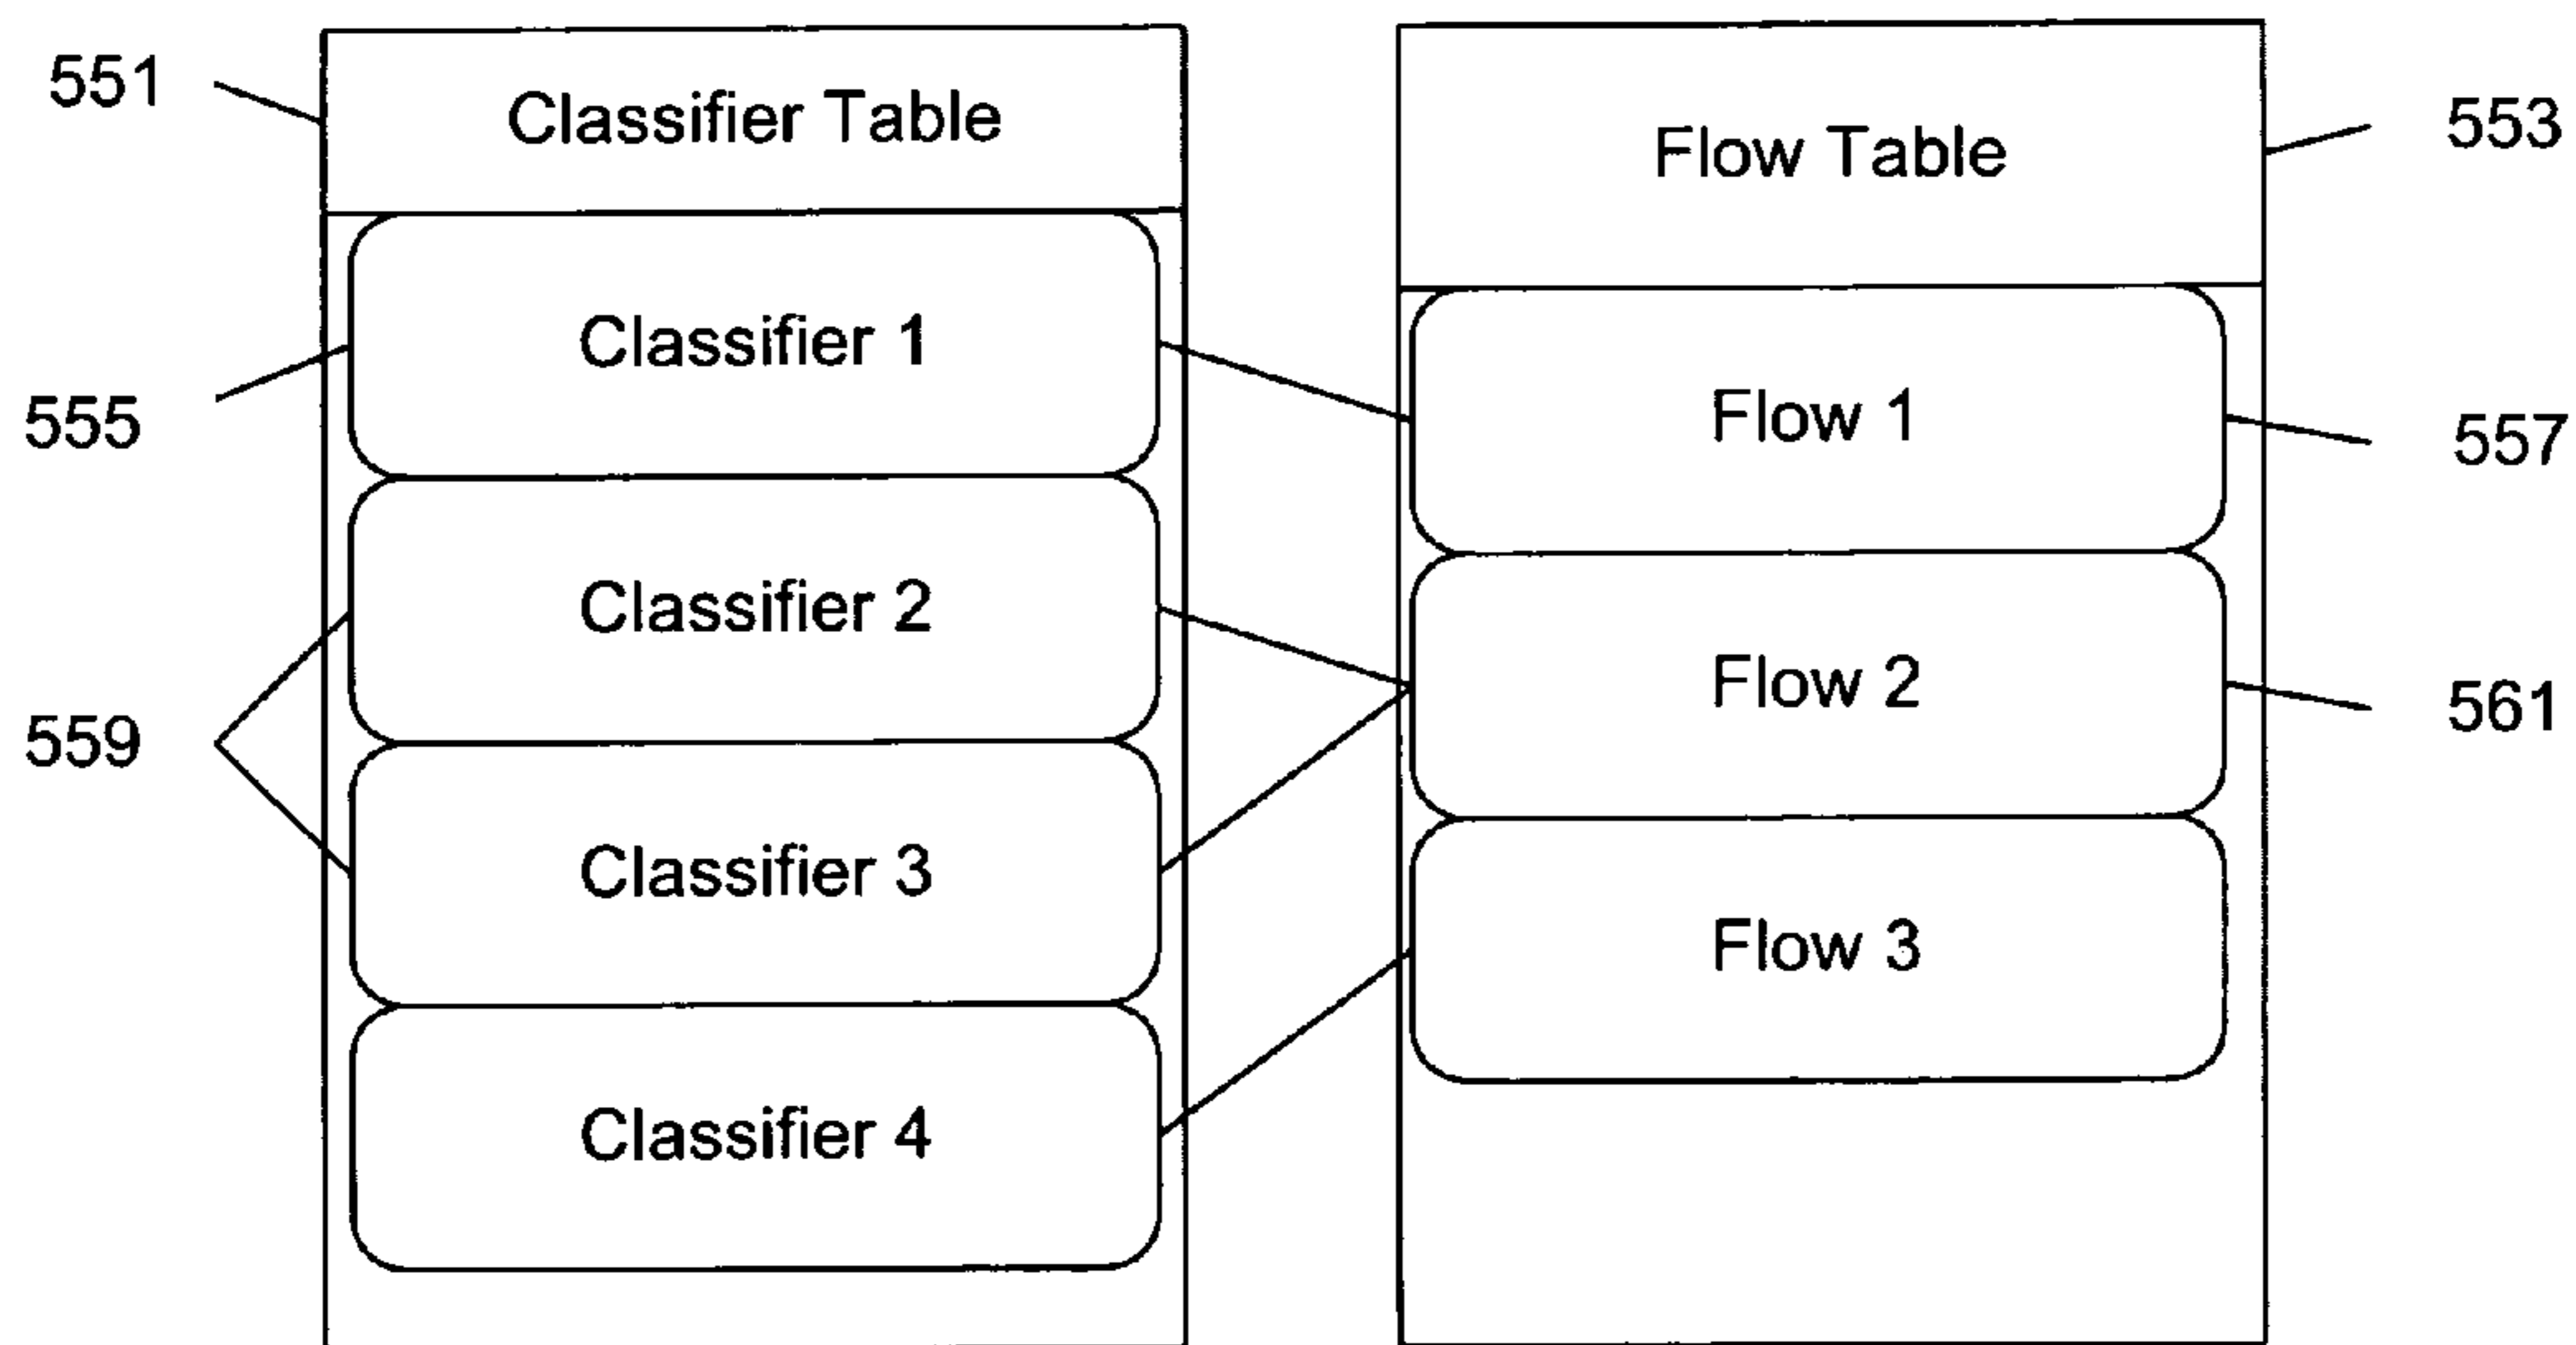 551
Classifier Table
Flow Table
553
Classifier 1
555
Flow 1
557
Classifier 2
Flow 2
561
559
Classifier 3
Flow 3
Classifier 4